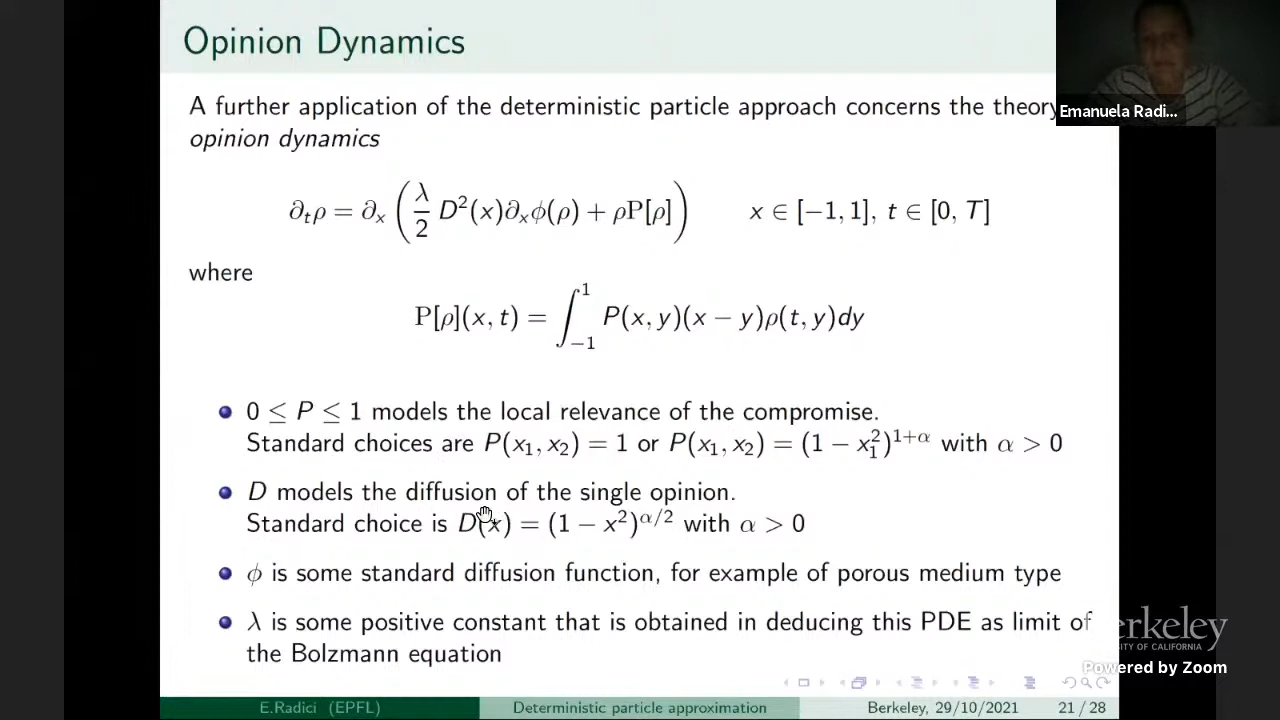 Opinion Dynamics
A further application of the deterministic particle approach concerns the theory
opinion dynamics
∂ₜρ = ∂ₓ ( λ/2 D²(x)∂ₓϕ(ρ) + ρP[ρ] ) x ∈ [−1, 1], t ∈ [0, T]
where
P[ρ](x, t) = ∫₋₁¹ P(x, y)(x − y)ρ(t, y)dy
0 ≤ P ≤ 1 models the local relevance of the compromise.
Standard choices are P(x₁, x₂) = 1 or P(x₁, x₂) = (1 − x₁²)¹⁺ᵅ with α > 0
D models the diffusion of the single opinion.
Standard choice is D(x) = (1 − x²)^{α/2} with α > 0
ϕ is some standard diffusion function, for example of porous medium type
λ is some positive constant that is obtained in deducing this PDE as limit of
the Bolzmann equation
E.Radici (EPFL) Deterministic particle approximation Berkeley, 29/10/2021 21 / 28
Emanuela Radi...
erkeley
SITY OF CALIFORNIA
Powered by Zoom